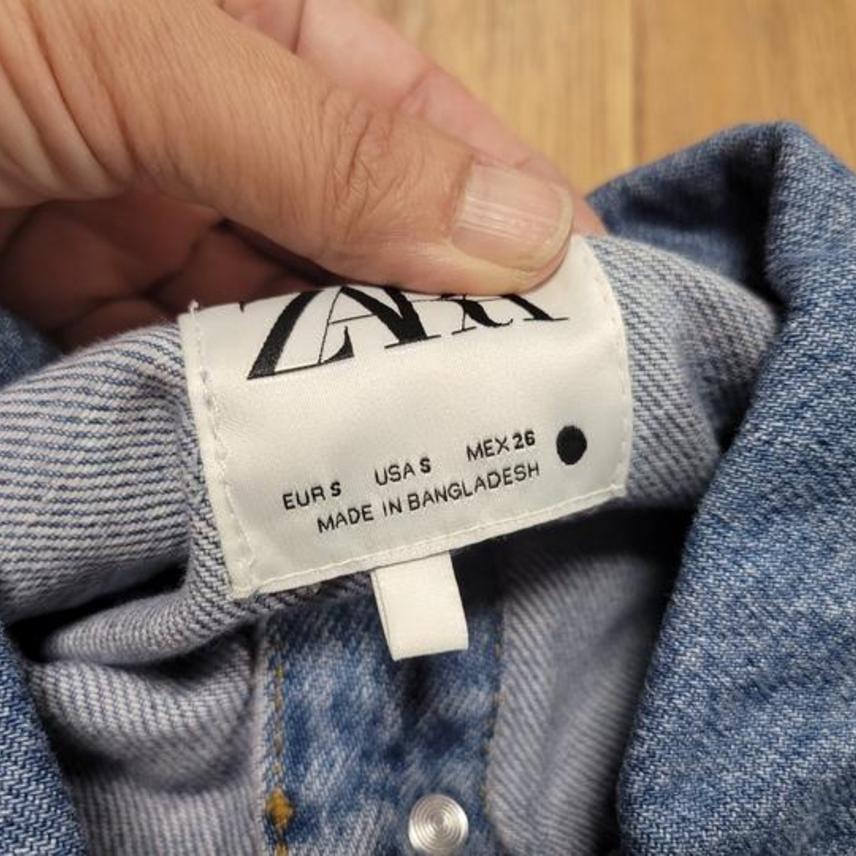 ZARA
EUR S USA S MEX 26
MADE IN BANGLADESH